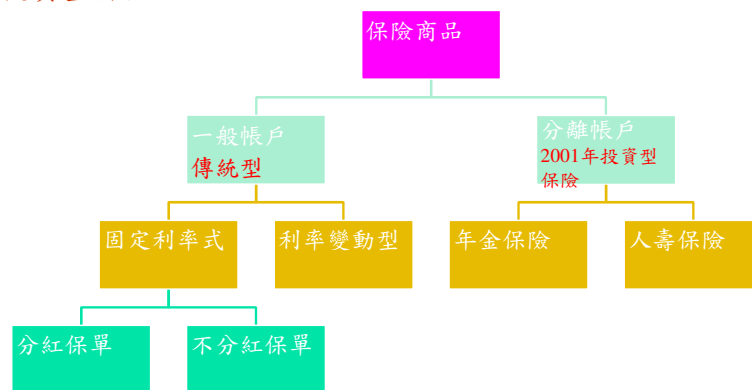 保險商品
一般帳戶
傳統型
分離帳戶
2001年投資型
保險
固定利率式
利率變動型
年金保險
人壽保險
分紅保單
不分紅保單